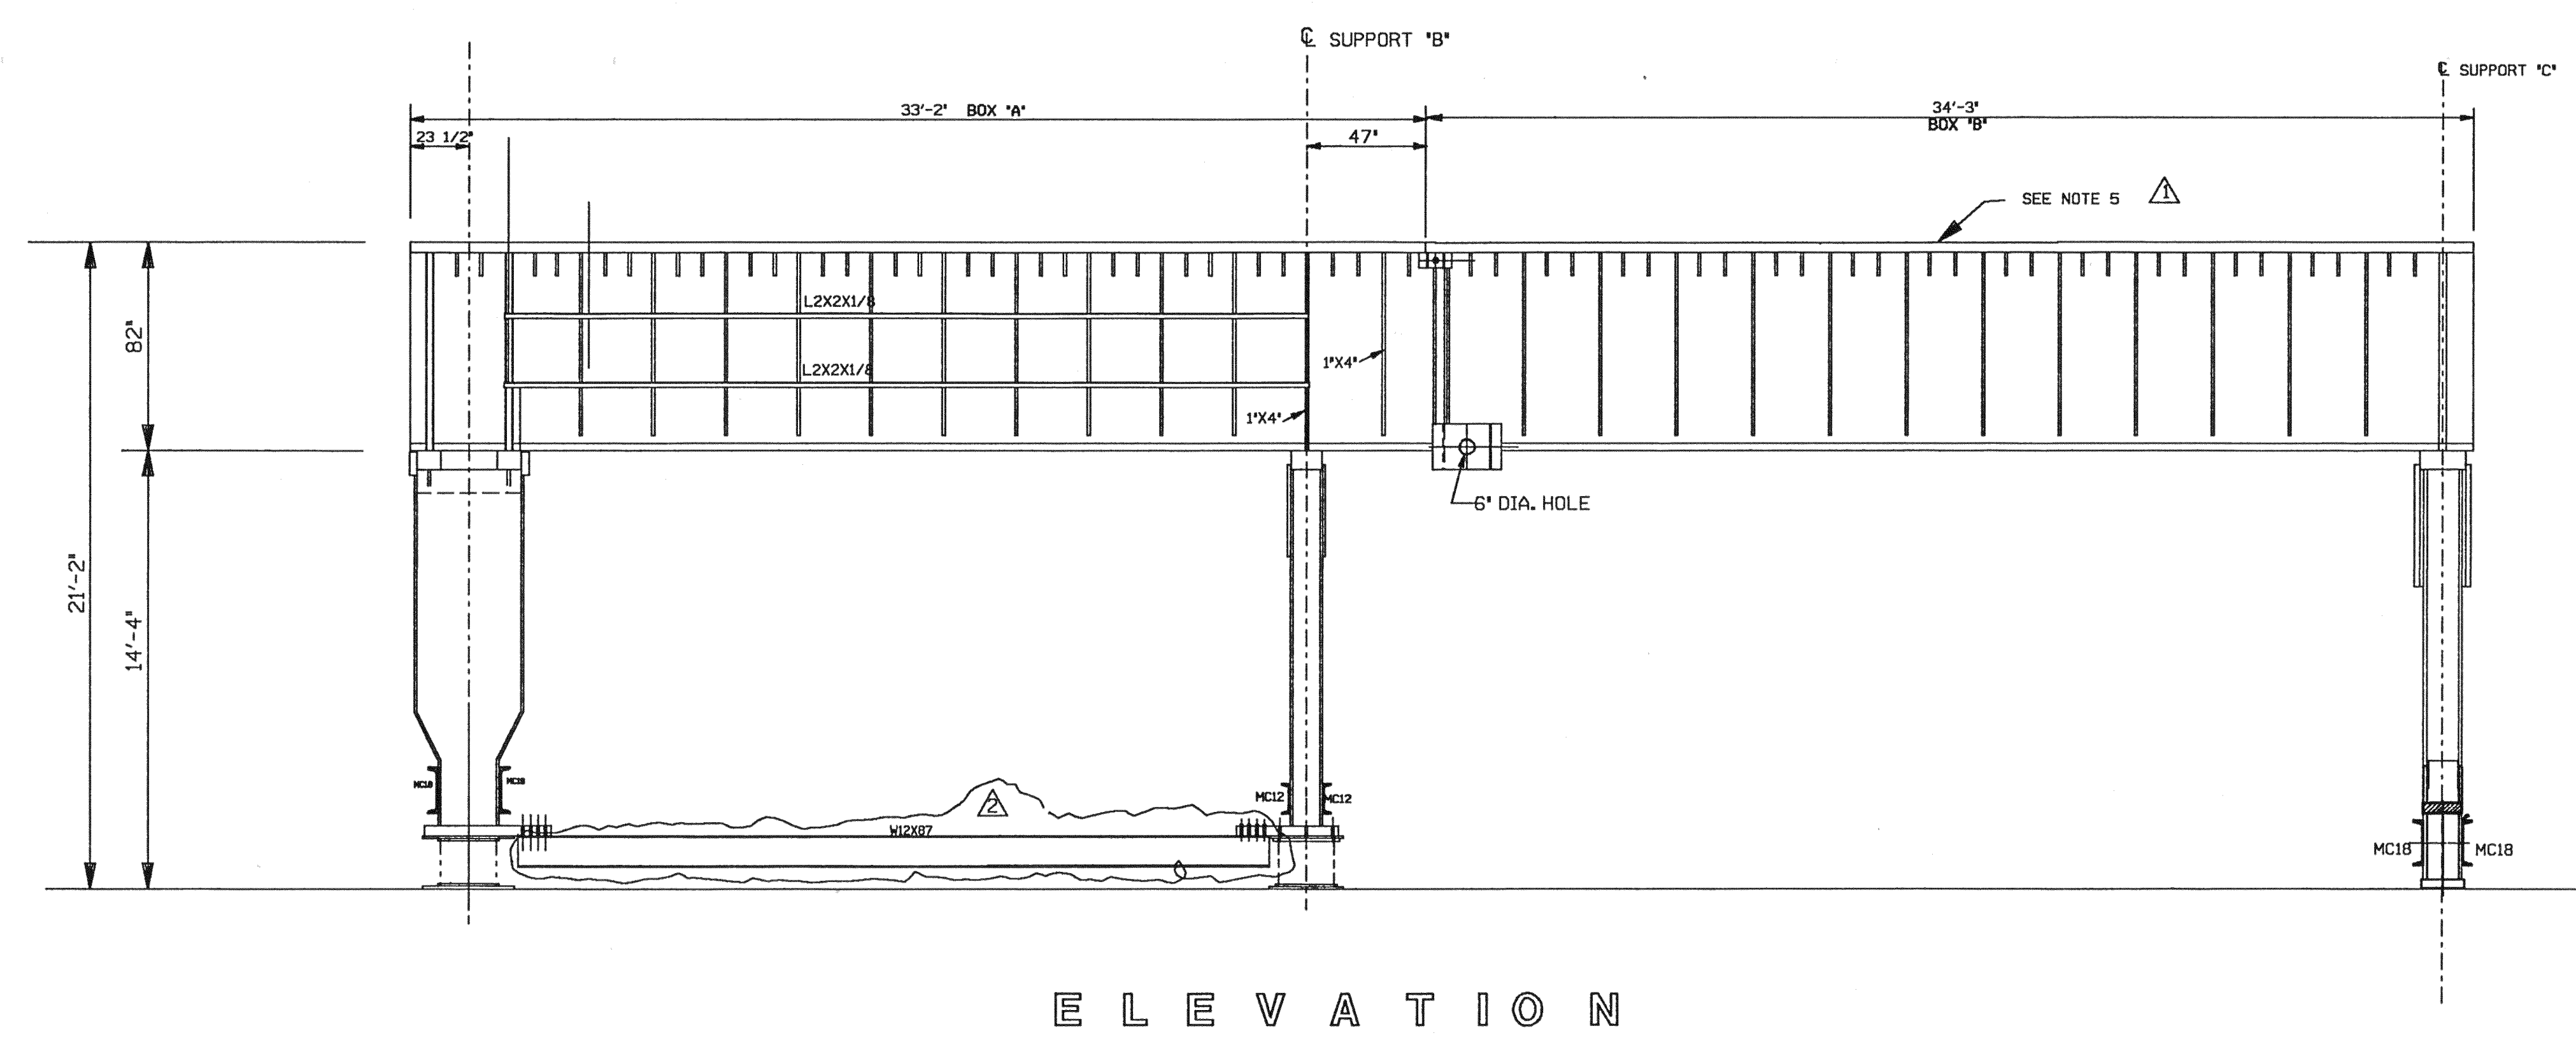 ℄ SUPPORT "B"
℄ SUPPORT "C"
33'-2" BOX "A"
34'-3"
BOX "B"
23 1/2"
47"
SEE NOTE 5
1
L2X2X1/8
82"
1"X4"
L2X2X1/8
1"X4"
6" DIA. HOLE
21'-2"
14'-4"
MC18
MC18
2
MC12
MC12
W12X87
MC18
MC18
ELEVATION